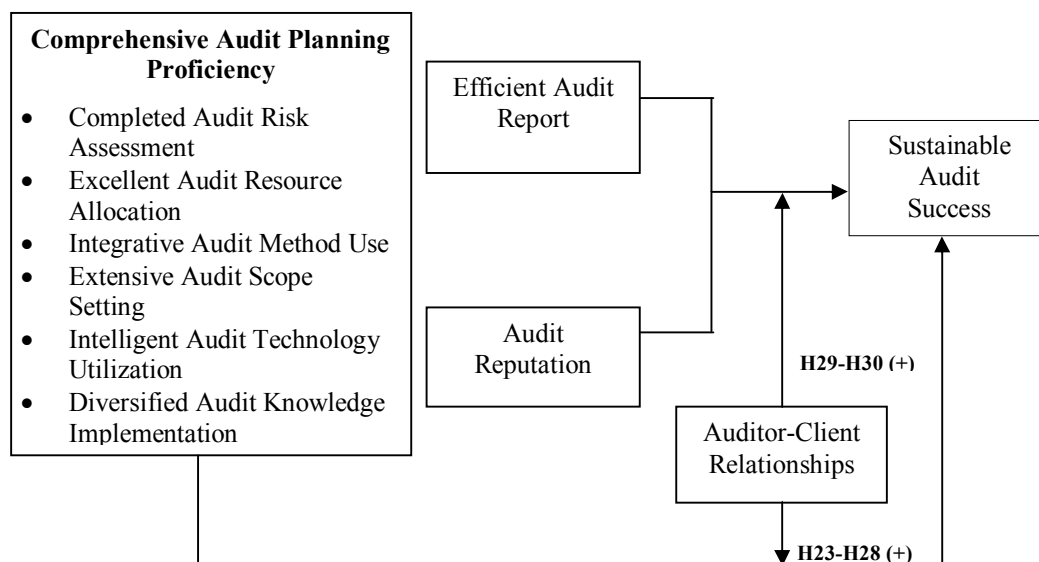 Comprehensive Audit Planning
Proficiency
• Completed Audit Risk
Assessment
• Excellent Audit Resource
Allocation
• Integrative Audit Method Use
• Extensive Audit Scope
Setting
• Intelligent Audit Technology
Utilization
• Diversified Audit Knowledge
Implementation
Efficient Audit
Report
Audit
Reputation
Sustainable
Audit
Success
H29-H30 (+)
Auditor-Client
Relationships
H23-H28 (+)